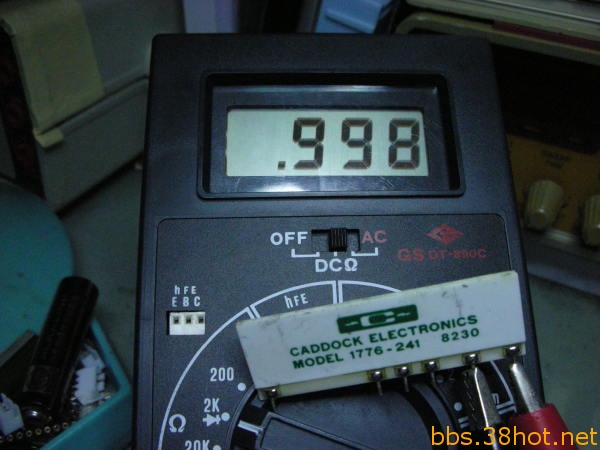 .998
OFF AC
DCΩ
GS DT-890C
hFE
E B C
hFE
CADDOCK ELECTRONICS
MODEL 1776-241 8230
200
2K
Ω
20K
bbs.38hot.net